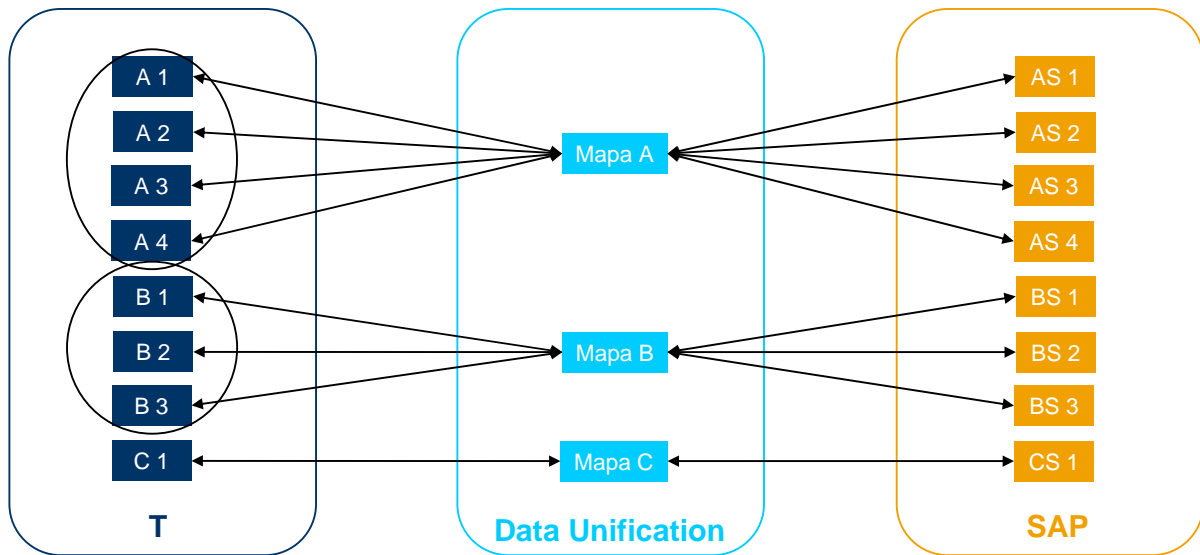 A 1
A 2
A 3
A 4
B 1
B 2
B 3
C 1
T
Mapa A
Mapa B
Mapa C
Data Unification
AS 1
AS 2
AS 3
AS 4
BS 1
BS 2
BS 3
CS 1
SAP